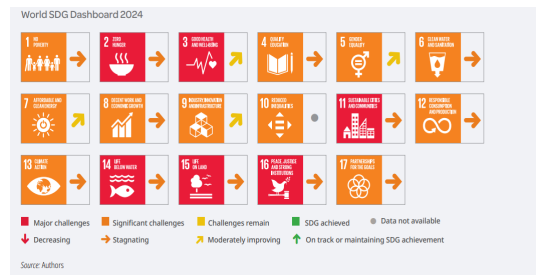 World SDG Dashboard 2024
1 NO POVERTY
2 ZERO HUNGER
3 GOOD HEALTH AND WELL-BEING
4 QUALITY EDUCATION
5 GENDER EQUALITY
6 CLEAN WATER AND SANITATION
7 AFFORDABLE AND CLEAN ENERGY
8 DECENT WORK AND ECONOMIC GROWTH
9 INDUSTRY, INNOVATION AND INFRASTRUCTURE
10 REDUCED INEQUALITIES
11 SUSTAINABLE CITIES AND COMMUNITIES
12 RESPONSIBLE CONSUMPTION AND PRODUCTION
13 CLIMATE ACTION
14 LIFE BELOW WATER
15 LIFE ON LAND
16 PEACE, JUSTICE AND STRONG INSTITUTIONS
17 PARTNERSHIPS FOR THE GOALS
Major challenges Significant challenges Challenges remain SDG achieved Data not available
Decreasing Stagnating Moderately improving On track or maintaining SDG achievement
Source: Authors